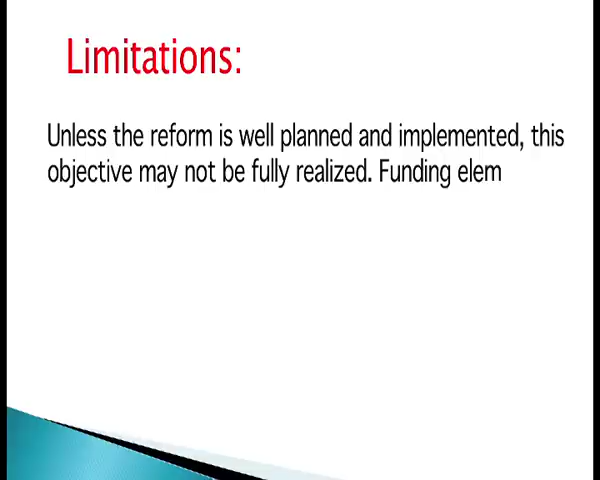 Limitations:
Unless the reform is well planned and implemented, this
objective may not be fully realized. Funding elem